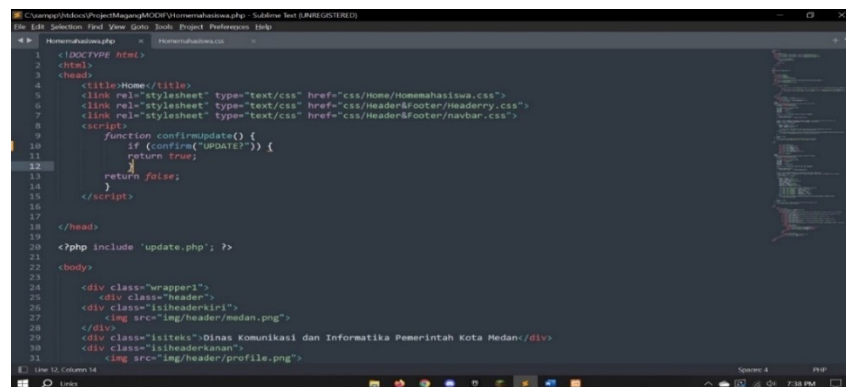 C:\xampp\htdocs\ProjectMagangMODIF\Homemahasiswa.php - Sublime Text (UNREGISTERED)
File Edit Selection Find View Goto Tools Project Preferences Help
Homemahasiswa.php × Homemahasiswa.css ×
1 <!DOCTYPE html>
2 <html>
3 <head>
4 <title>Home</title>
5 <link rel="stylesheet" type="text/css" href="css/Home/Homemahasiswa.css">
6 <link rel="stylesheet" type="text/css" href="css/Header&Footer/Headerry.css">
7 <link rel="stylesheet" type="text/css" href="css/Header&Footer/navbar.css">
8 <script>
9 function confirmUpdate() {
10 if (confirm("UPDATE?")) {
11 return true;
12 }
13 return false;
14 }
15 </script>
16
17
18 </head>
19
20 <?php include 'update.php'; ?>
21
22 <body>
23
24 <div class="wrapper1">
25 <div class="header">
26 <div class="isiheaderkiri">
27 <img src="img/header/medan.png">
28 </div>
29 <div class="isiteks">Dinas Komunikasi dan Informatika Pemerintah Kota Medan</div>
30 <div class="isiheaderkanan">
31 <img src="img/header/profile.png">
Line 12, Column 14 Spaces: 4 PHP
Links 7:38 PM